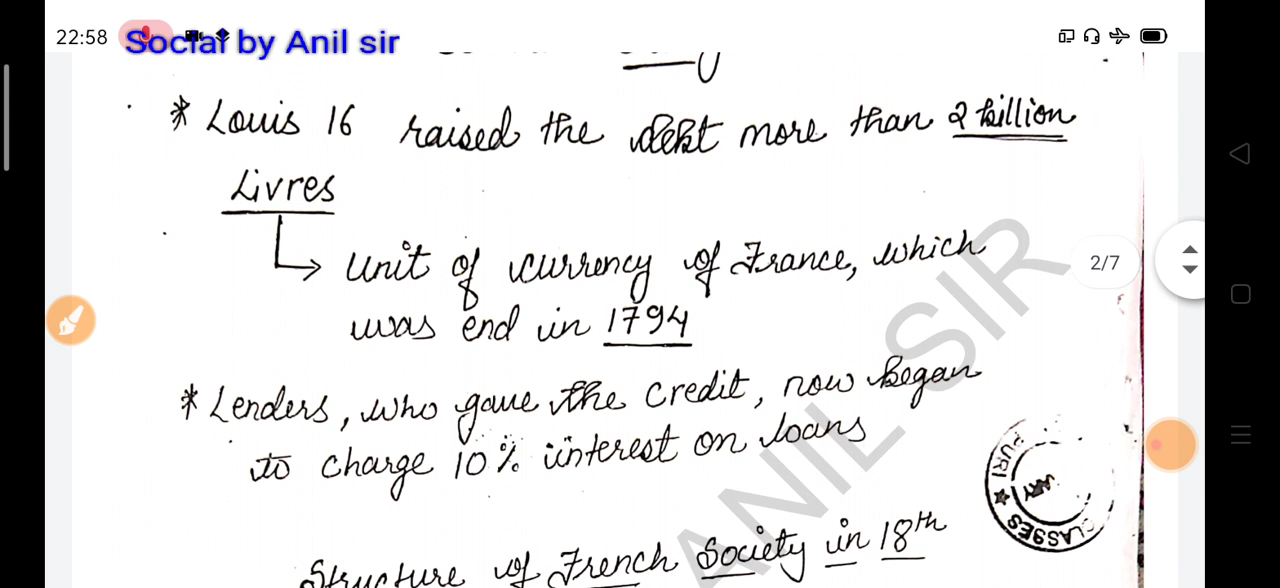 22:58
Social by Anil sir
* Louis 16 raised the debt more than 2 billion
Livres
unit of currency of France, which
was end in 1794
2/7
* Lenders, who gave the credit, now began
to charge 10% interest on loans
ANIL SIR
PURI ★ CLASSES
Structure of French Society in 18th